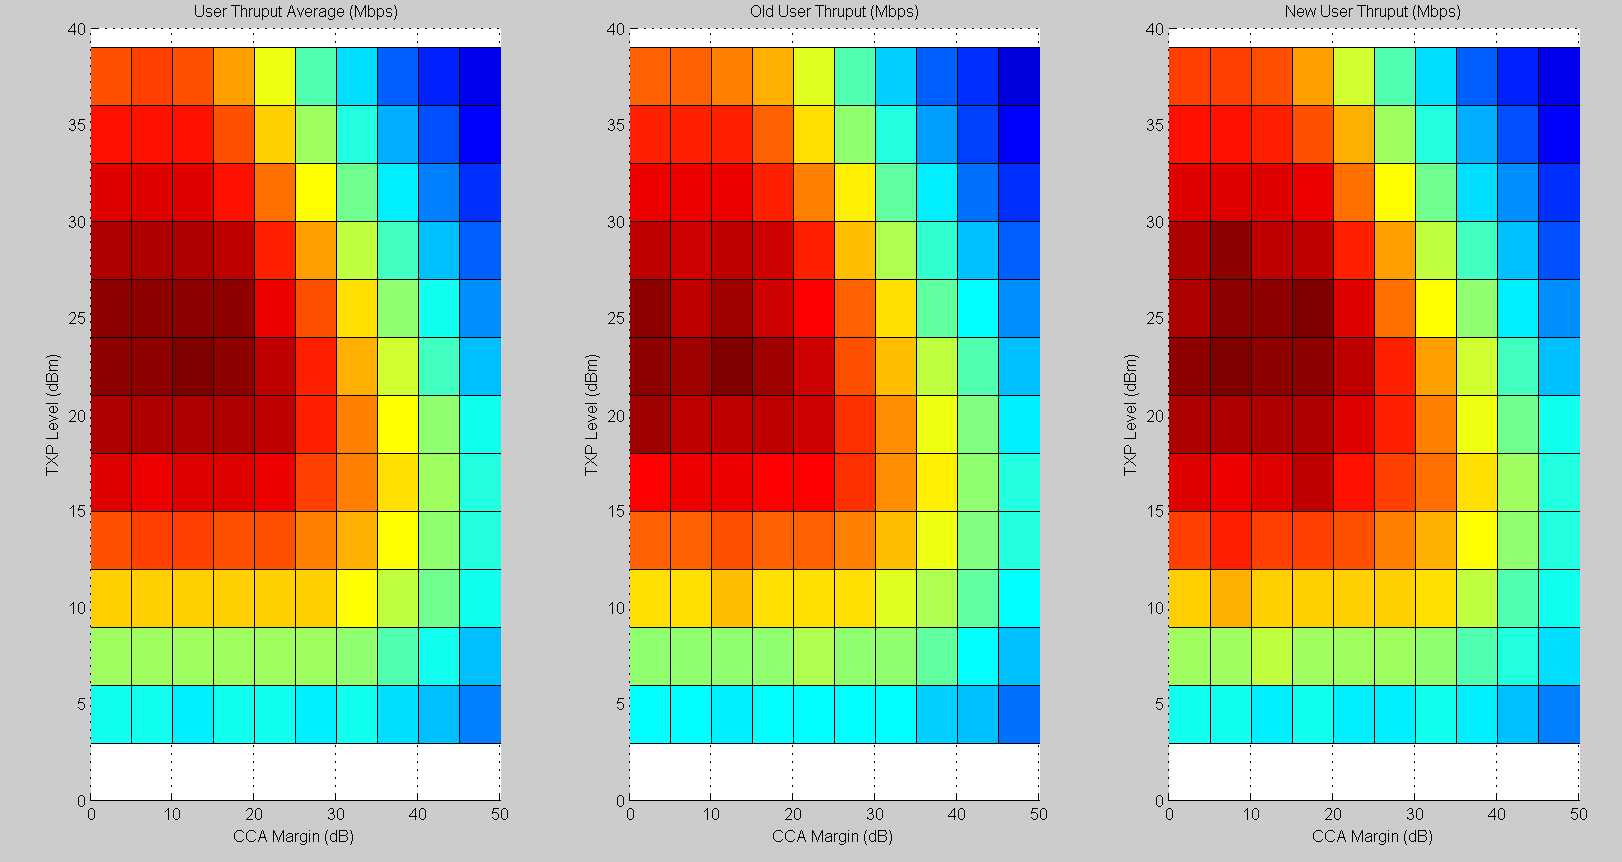 User Thruput Average (Mbps)
40
35
30
25
20
15
10
5
0
TXP Level (dBm)
0 10 20 30 40 50
CCA Margin (dB)
Old User Thruput (Mbps)
40
35
30
25
20
15
10
5
0
TXP Level (dBm)
0 10 20 30 40 50
CCA Margin (dB)
New User Thruput (Mbps)
40
35
30
25
20
15
10
5
0
TXP Level (dBm)
0 10 20 30 40 50
CCA Margin (dB)